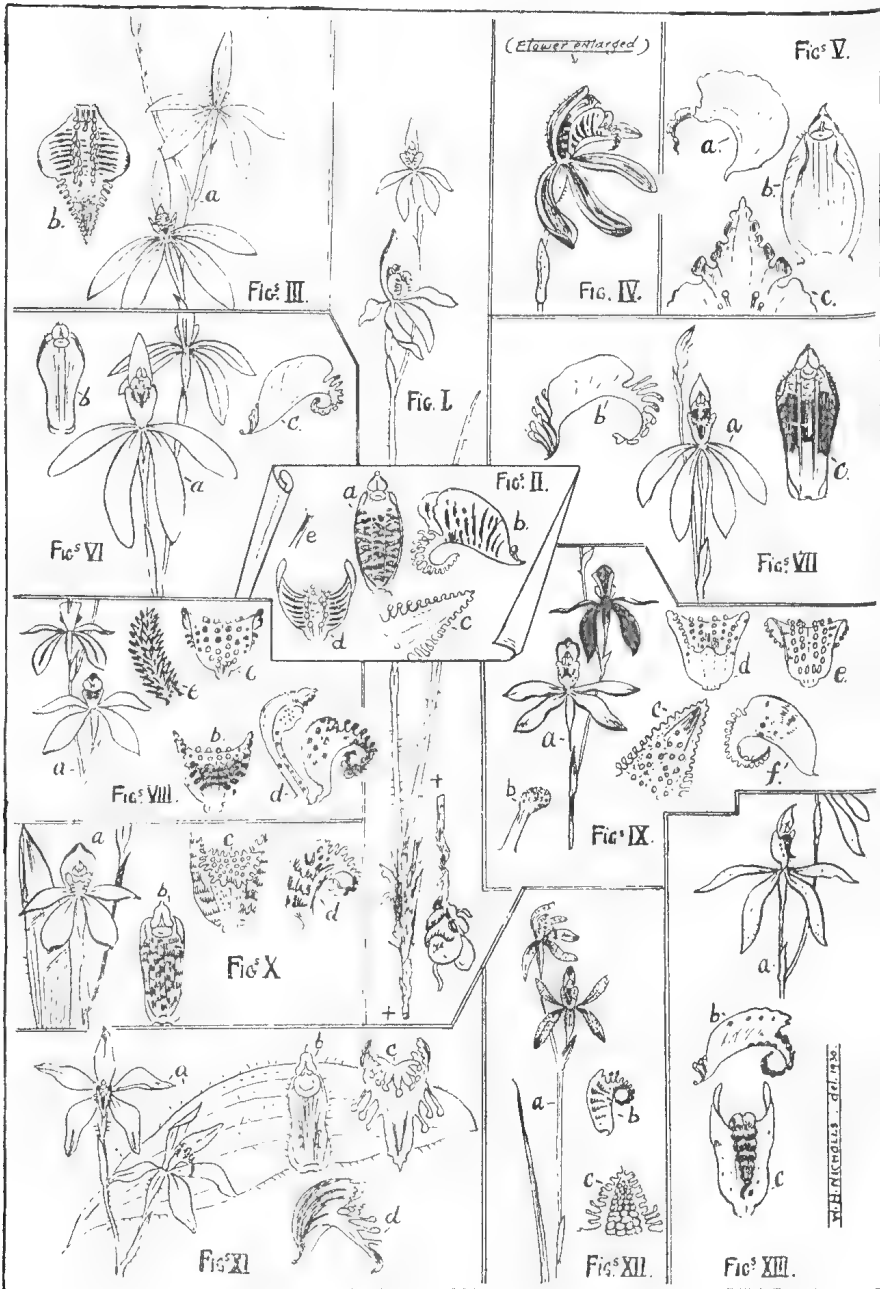 (Flower enlarged)
FIGS V.
a
b
c.
FIG. IV.
a
b.
FIGS. III.
FIG. I.
b
a
c.
FIGS VI
b
a
c.
FIGS. VII
FIGS. II.
a
b.
c
d
e
a
b.
c
d
e
FIGS VIII.
a
b
c.
d
e.
f.
FIGS IX.
a
b
c
d
FIGS X
+
+
a
b
c
d
FIGS XI
a
b
c
FIGS. XII.
a
b
c
FIGS XIII.
W. H. NICHOLLS. del. 1930.